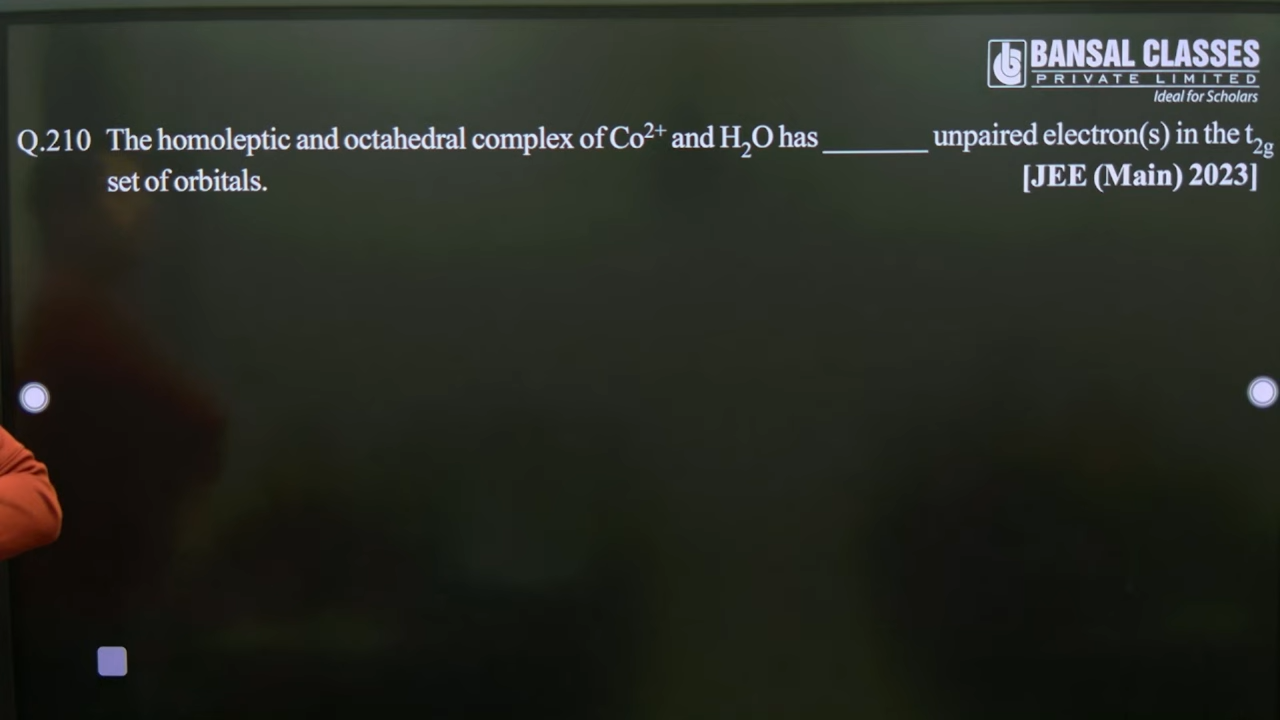 BANSAL CLASSES
PRIVATE LIMITED
Ideal for Scholars
Q.210 The homoleptic and octahedral complex of Co²⁺ and H₂O has ________ unpaired electron(s) in the t₂g
set of orbitals. [JEE (Main) 2023]